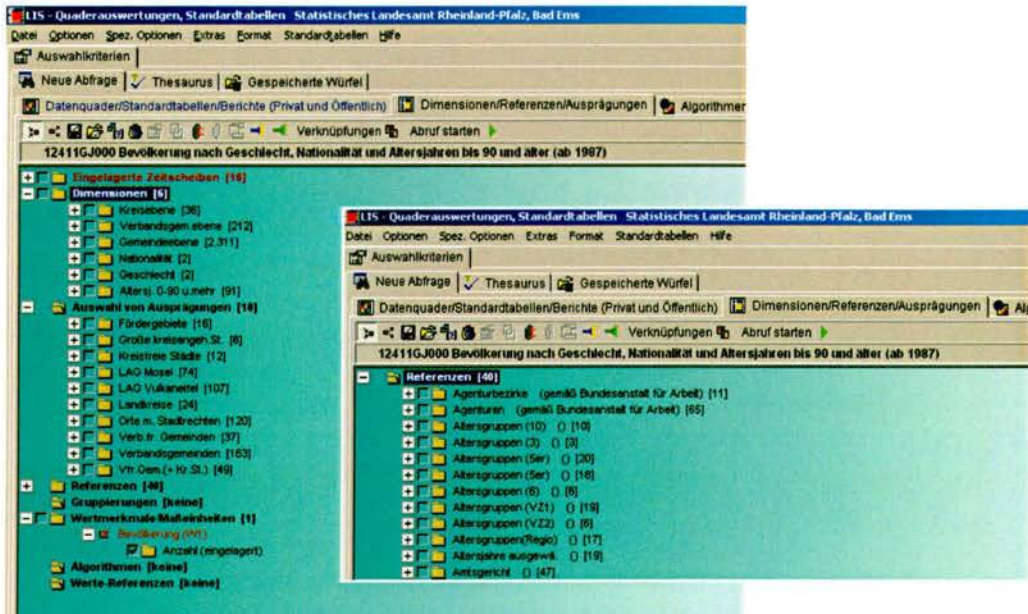 LIS - Quaderauswertungen, Standardtabellen Statistisches Landesamt Rheinland-Pfalz, Bad Ems
Datei Optionen Spez. Optionen Extras Format Standardtabellen Hilfe
Auswahlkriterien
Neue Abfrage Thesaurus Gespeicherte Würfel
Datenquader/Standardtabellen/Berichte (Privat und Öffentlich) Dimensionen/Referenzen/Ausprägungen Algorithmen
Verknüpfungen Abruf starten
12411GJ000 Bevölkerung nach Geschlecht, Nationalität und Altersjahren bis 90 und älter (ab 1987)
Eingelagerte Zeitscheiben [16]
Dimensionen [6]
Kreisebene [36]
Verbandsgem.ebene [212]
Gemeindeebene [2.311]
Nationalität [2]
Geschlecht [2]
Altersj. 0-90 u.mehr [91]
Auswahl von Ausprägungen [10]
Fördergebiete [16]
Große kreisangeh.St. [8]
Kreisfreie Städte [12]
LAG Mosel [74]
LAG Vulkaneifel [107]
Landkreise [24]
Orte m. Stadtrechten [120]
Verb.fr. Gemeinden [37]
Verbandsgemeinden [163]
Vfr.Gem.(+ Kr.St.) [49]
Referenzen [40]
Gruppierungen [keine]
Wertmerkmale/Maßeinheiten [1]
Bevölkerung (W1)
Anzahl (eingelagert)
Algorithmen [keine]
Werte-Referenzen [keine]
LIS - Quaderauswertungen, Standardtabellen Statistisches Landesamt Rheinland-Pfalz, Bad Ems
Datei Optionen Spez. Optionen Extras Format Standardtabellen Hilfe
Auswahlkriterien
Neue Abfrage Thesaurus Gespeicherte Würfel
Datenquader/Standardtabellen/Berichte (Privat und Öffentlich) Dimensionen/Referenzen/Ausprägungen Al
Verknüpfungen Abruf starten
12411GJ000 Bevölkerung nach Geschlecht, Nationalität und Altersjahren bis 90 und älter (ab 1987)
Referenzen [40]
Agenturbezirke (gemäß Bundesanstalt für Arbeit) [11]
Agenturen (gemäß Bundesanstalt für Arbeit) [65]
Altersgruppen (10) () [10]
Altersgruppen (3) () [3]
Altersgruppen (5er) () [20]
Altersgruppen (5er) () [18]
Altersgruppen (6) () [6]
Altersgruppen (VZ1) () [19]
Altersgruppen (VZ2) () [6]
Altersgruppen(Regio) () [17]
Altersjahre ausgewä. () [19]
Amtsgericht () [47]